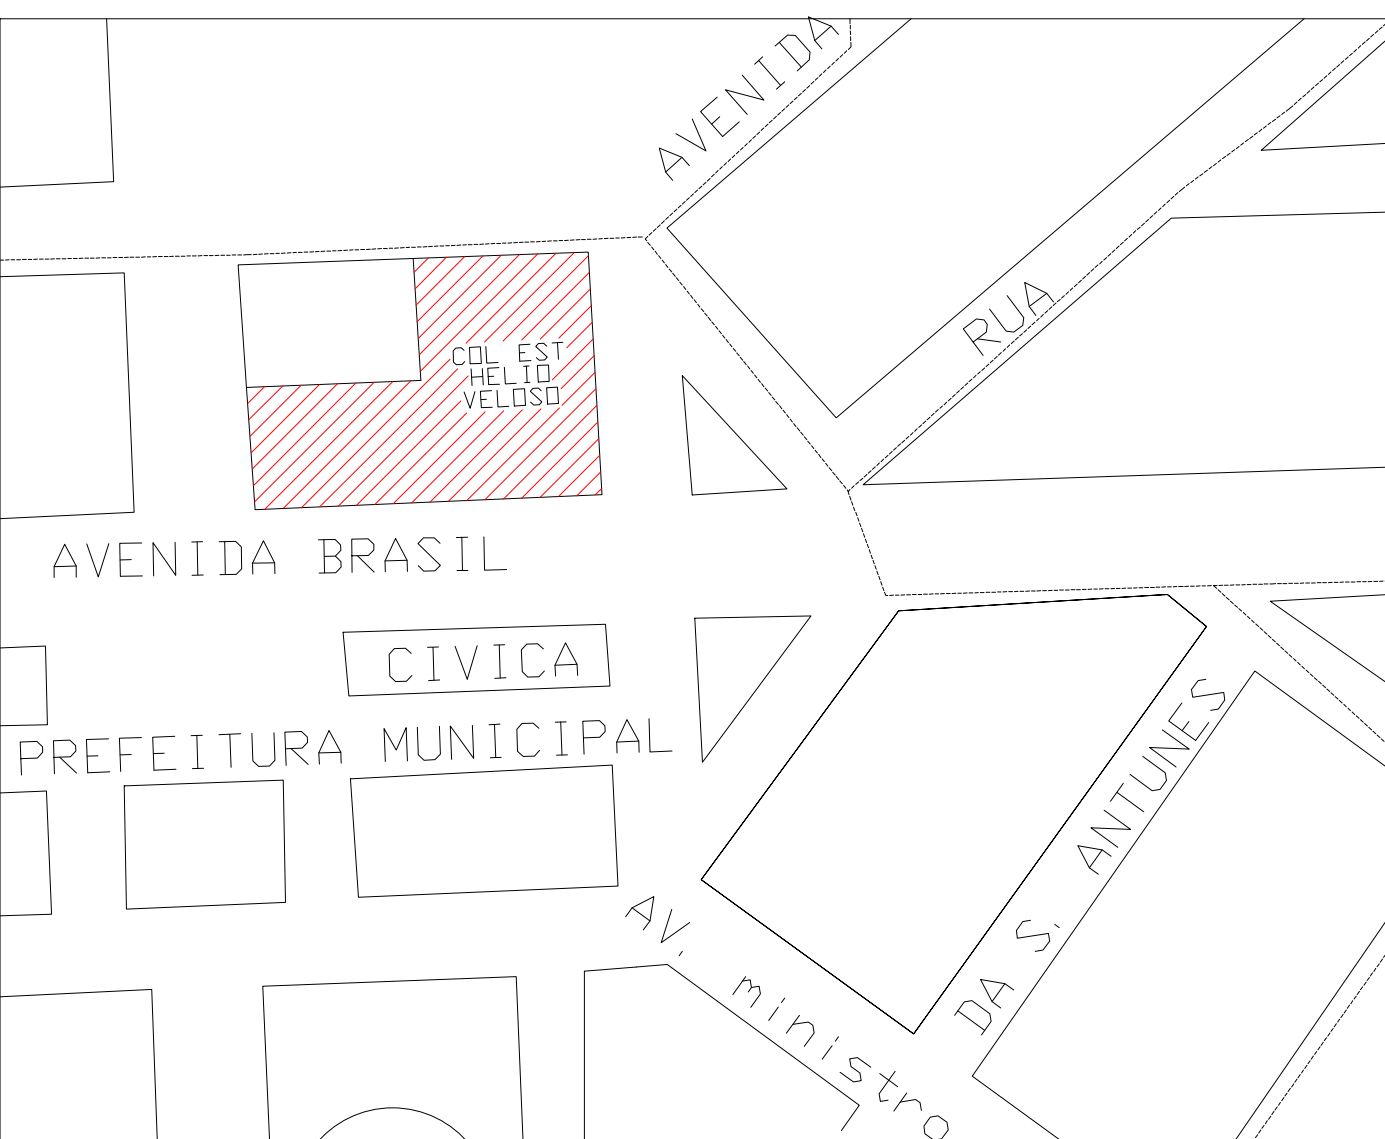 AVENIDA
RUA
COL EST
HELIO
VELOSO
AVENIDA BRASIL
CIVICA
PREFEITURA MUNICIPAL
DA S. ANTUNES
AV. ministro